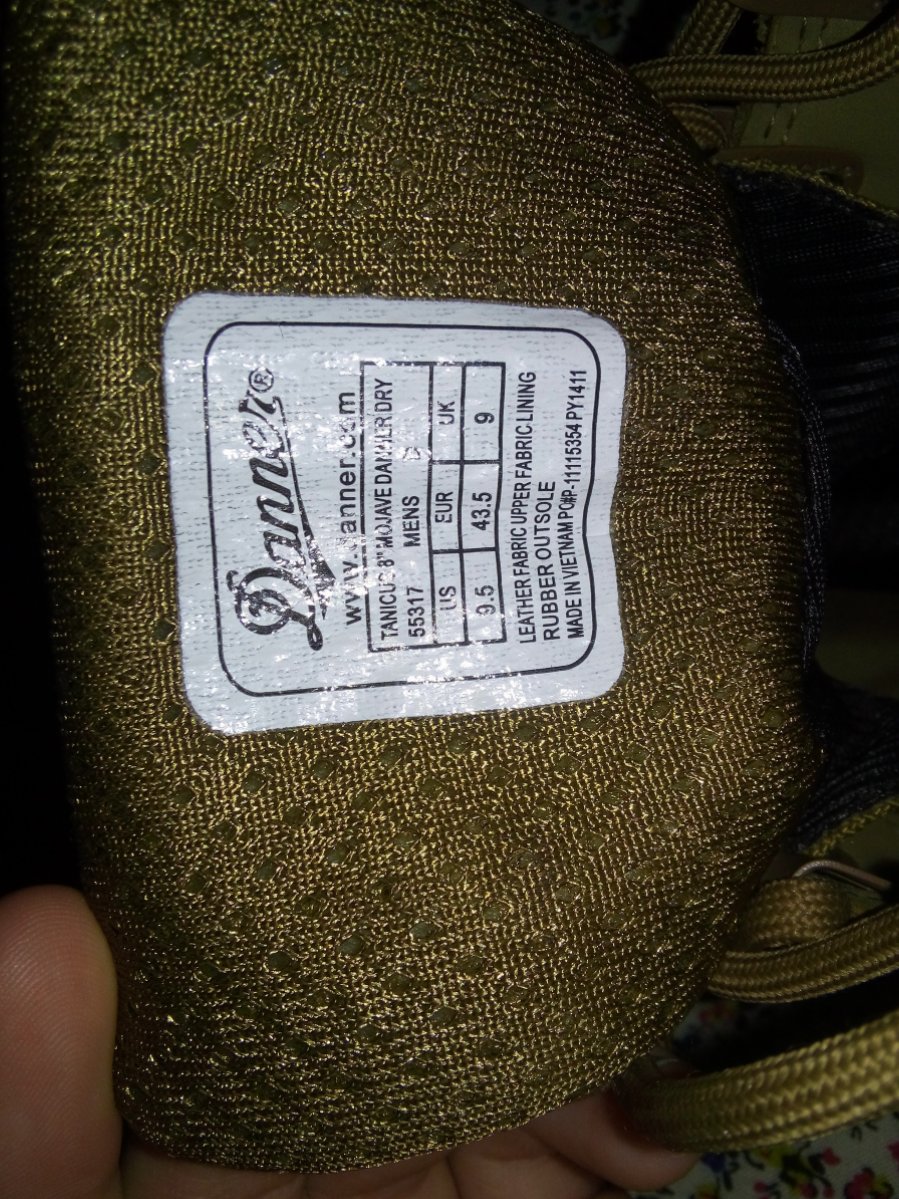 Danner®
www.danner.com
TANICUS 8" MOJAVE DANNER DRY
55317 MENS D
US EUR UK
9.5 43.5 9
LEATHER FABRIC UPPER FABRIC LINING
RUBBER OUTSOLE
MADE IN VIETNAM PO#P-11115354 PY1411